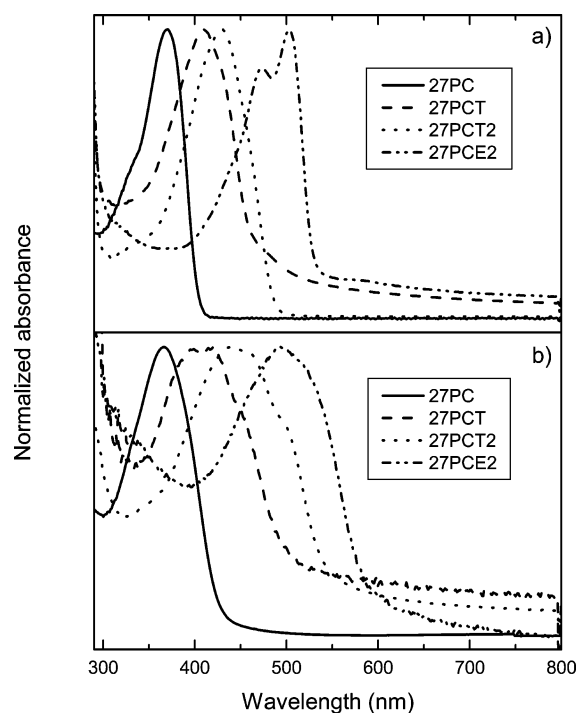 a)
27PC
27PCT
27PCT2
27PCE2
Normalized absorbance
b)
27PC
27PCT
27PCT2
27PCE2
300 400 500 600 700 800
Wavelength (nm)